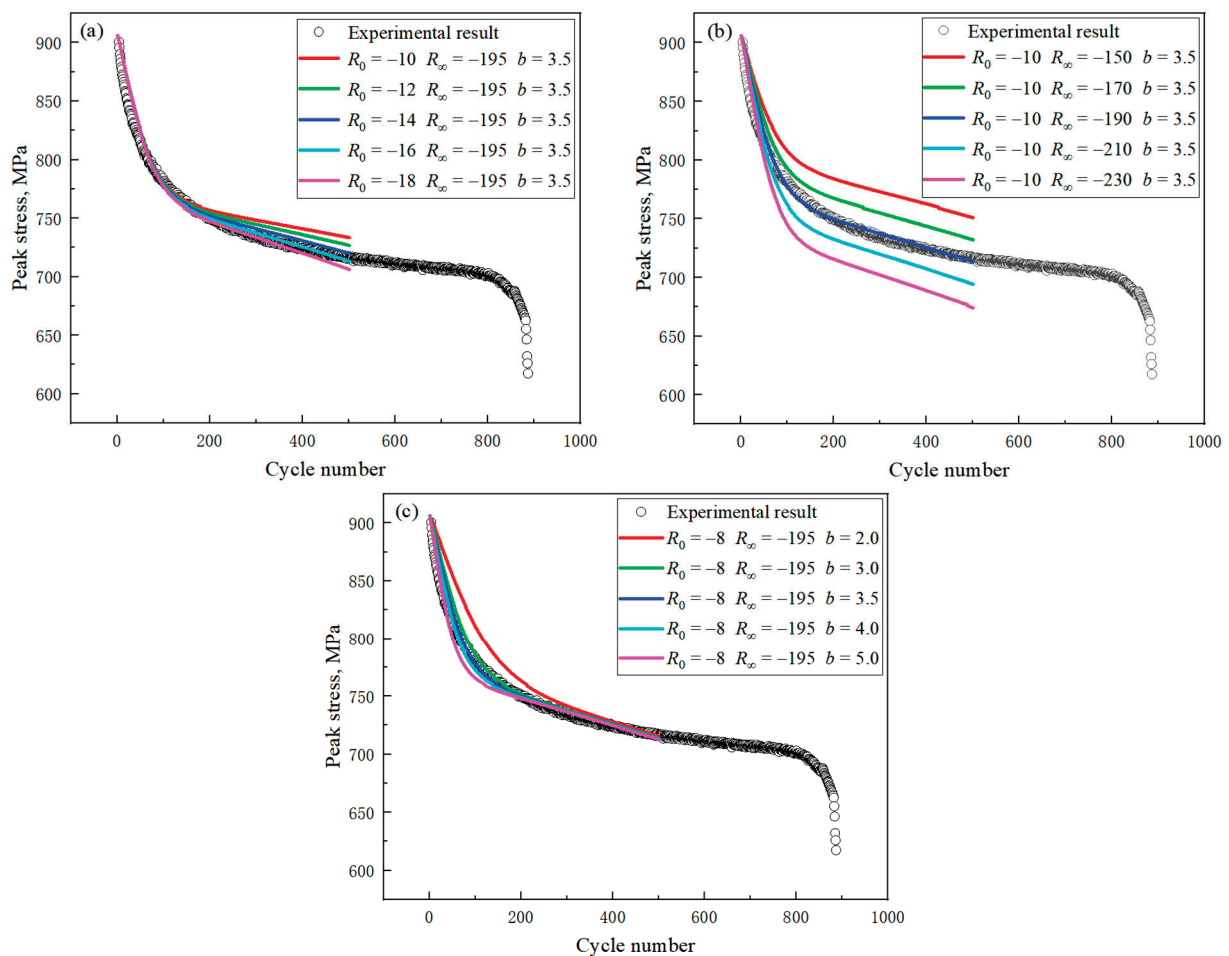 (a)
Experimental result
R₀ = −10 R∞ = −195 b = 3.5
R₀ = −12 R∞ = −195 b = 3.5
R₀ = −14 R∞ = −195 b = 3.5
R₀ = −16 R∞ = −195 b = 3.5
R₀ = −18 R∞ = −195 b = 3.5
900
850
800
750
700
650
600
Peak stress, MPa
0 200 400 600 800 1000
Cycle number
(b)
Experimental result
R₀ = −10 R∞ = −150 b = 3.5
R₀ = −10 R∞ = −170 b = 3.5
R₀ = −10 R∞ = −190 b = 3.5
R₀ = −10 R∞ = −210 b = 3.5
R₀ = −10 R∞ = −230 b = 3.5
900
850
800
750
700
650
600
Peak stress, MPa
0 200 400 600 800 1000
Cycle number
(c)
Experimental result
R₀ = −8 R∞ = −195 b = 2.0
R₀ = −8 R∞ = −195 b = 3.0
R₀ = −8 R∞ = −195 b = 3.5
R₀ = −8 R∞ = −195 b = 4.0
R₀ = −8 R∞ = −195 b = 5.0
900
850
800
750
700
650
600
Peak stress, MPa
0 200 400 600 800 1000
Cycle number